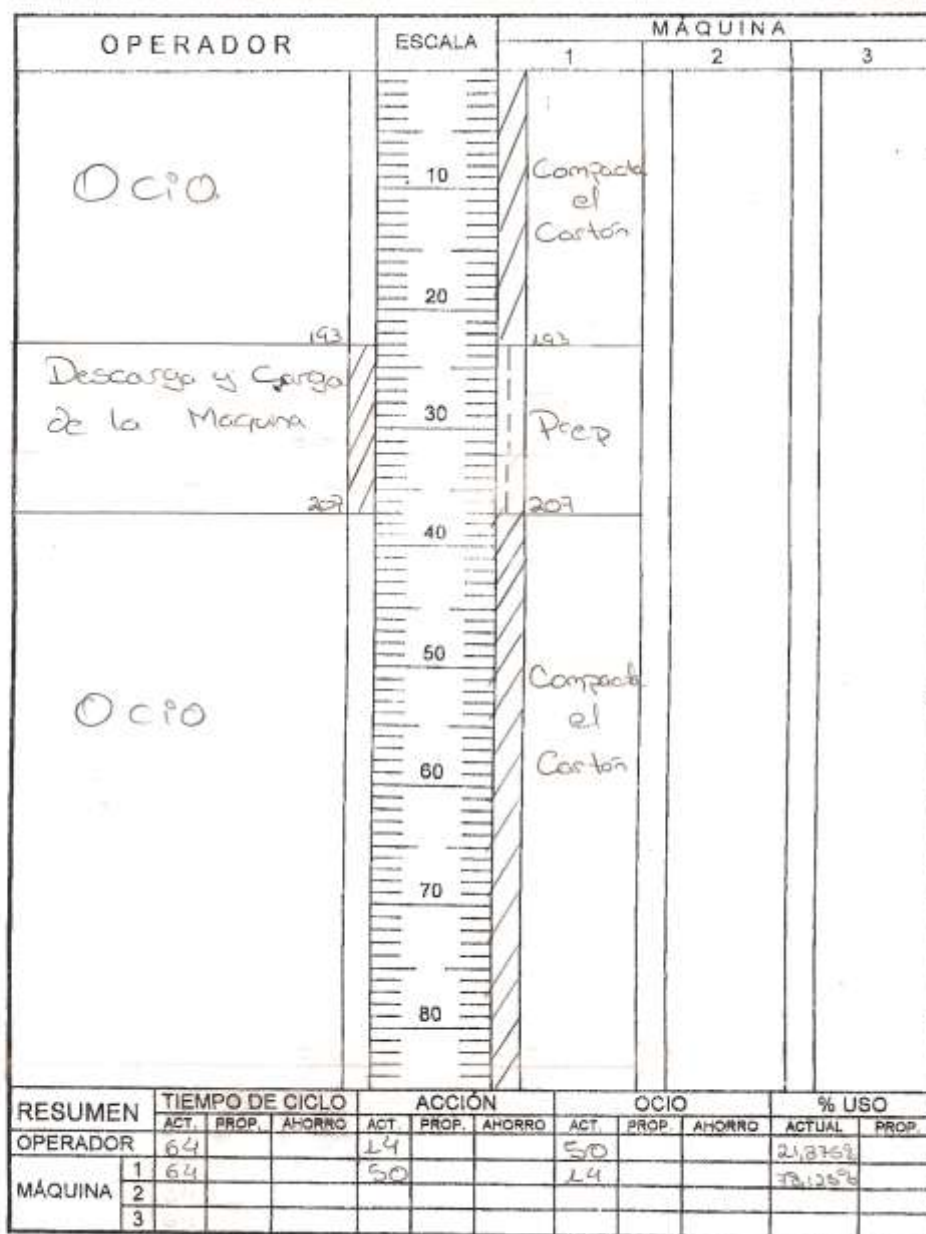 OPERADOR
ESCALA
MÁQUINA
1
2
3
Ocio
10
Compacta
el
Cartón
20
193
193
Descarga y Carga
de la Maquina
30
207
207
40
50
Ocio
Compacta
el
Cartón
60
70
80
RESUMEN
TIEMPO DE CICLO
ACCIÓN
OCIO
% USO
ACT. PROP. AHORRO ACT. PROP. AHORRO ACT. PROP. AHORRO ACTUAL PROP.
OPERADOR 64 14 50 21,875%
MÁQUINA 1 64 50 14 78,125%
2
3